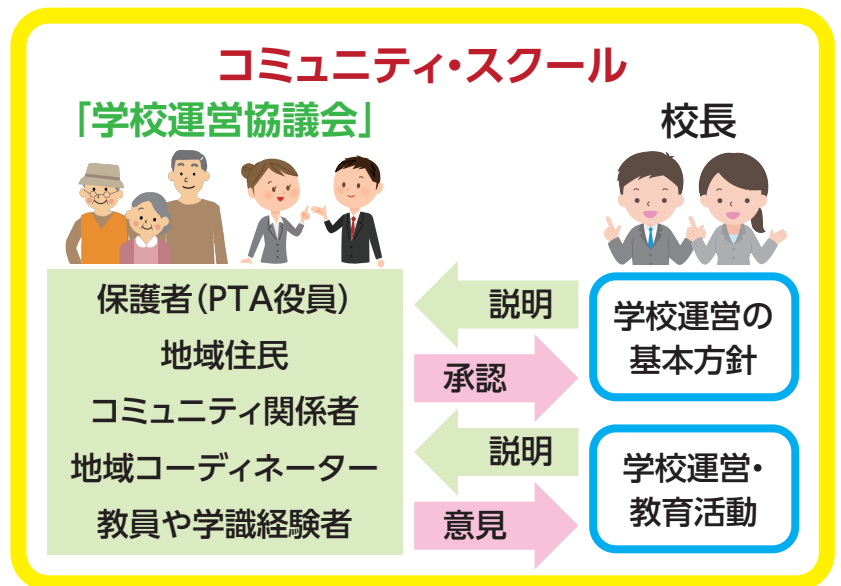 コミュニティ・スクール
「学校運営協議会」
校長
保護者（PTA役員）
地域住民
コミュニティ関係者
地域コーディネーター
教員や学識経験者
説明
承認
学校運営の
基本方針
説明
意見
学校運営・
教育活動